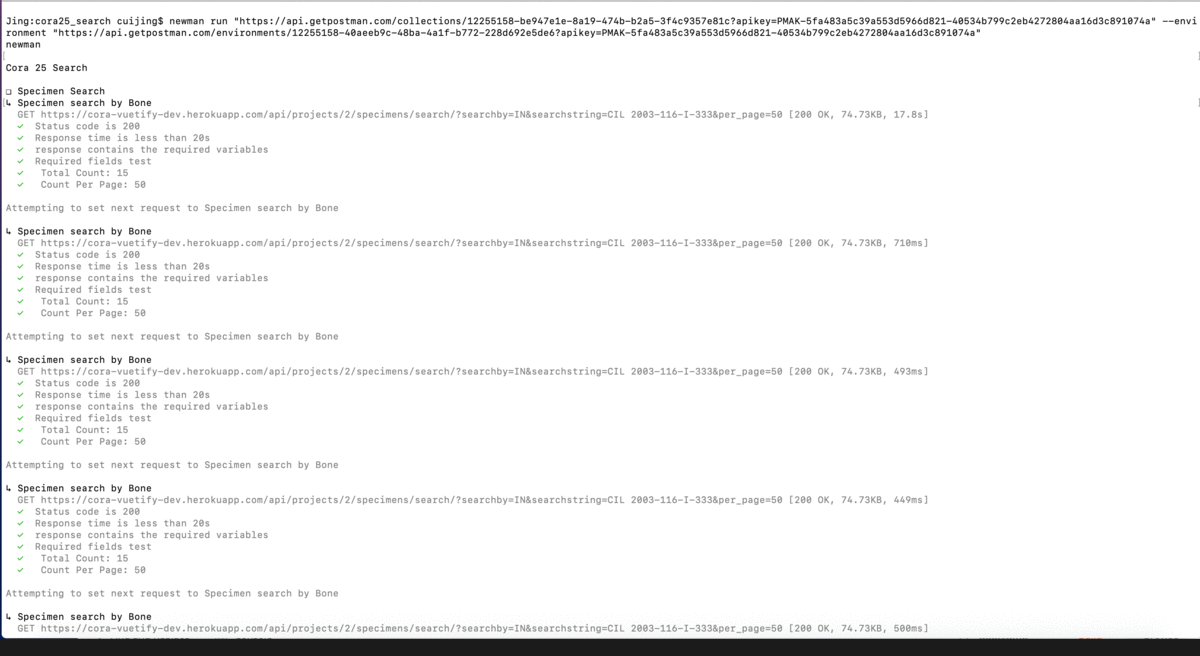 Jing:cora25_search cuijing$ newman run "https://api.getpostman.com/collections/12255158-be947e1e-8a19-474b-b2a5-3f4c9357e81c?apikey=PMAK-5fa483a5c39a553d5966d821-40534b799c2eb4272804aa16d3c891074a" --envi
ronment "https://api.getpostman.com/environments/12255158-40aeeb9c-48ba-4a1f-b772-228d692e5de6?apikey=PMAK-5fa483a5c39a553d5966d821-40534b799c2eb4272804aa16d3c891074a"
newman
Cora 25 Search
❏ Specimen Search
↳ Specimen search by Bone
GET https://cora-vuetify-dev.herokuapp.com/api/projects/2/specimens/search/?searchby=IN&searchstring=CIL 2003-116-I-333&per_page=50 [200 OK, 74.73KB, 17.8s]
✓ Status code is 200
✓ Response time is less than 20s
✓ response contains the required variables
✓ Required fields test
✓ Total Count: 15
✓ Count Per Page: 50
Attempting to set next request to Specimen search by Bone
↳ Specimen search by Bone
GET https://cora-vuetify-dev.herokuapp.com/api/projects/2/specimens/search/?searchby=IN&searchstring=CIL 2003-116-I-333&per_page=50 [200 OK, 74.73KB, 710ms]
✓ Status code is 200
✓ Response time is less than 20s
✓ response contains the required variables
✓ Required fields test
✓ Total Count: 15
✓ Count Per Page: 50
Attempting to set next request to Specimen search by Bone
↳ Specimen search by Bone
GET https://cora-vuetify-dev.herokuapp.com/api/projects/2/specimens/search/?searchby=IN&searchstring=CIL 2003-116-I-333&per_page=50 [200 OK, 74.73KB, 493ms]
✓ Status code is 200
✓ Response time is less than 20s
✓ response contains the required variables
✓ Required fields test
✓ Total Count: 15
✓ Count Per Page: 50
Attempting to set next request to Specimen search by Bone
↳ Specimen search by Bone
GET https://cora-vuetify-dev.herokuapp.com/api/projects/2/specimens/search/?searchby=IN&searchstring=CIL 2003-116-I-333&per_page=50 [200 OK, 74.73KB, 449ms]
✓ Status code is 200
✓ Response time is less than 20s
✓ response contains the required variables
✓ Required fields test
✓ Total Count: 15
✓ Count Per Page: 50
Attempting to set next request to Specimen search by Bone
↳ Specimen search by Bone
GET https://cora-vuetify-dev.herokuapp.com/api/projects/2/specimens/search/?searchby=IN&searchstring=CIL 2003-116-I-333&per_page=50 [200 OK, 74.73KB, 500ms]